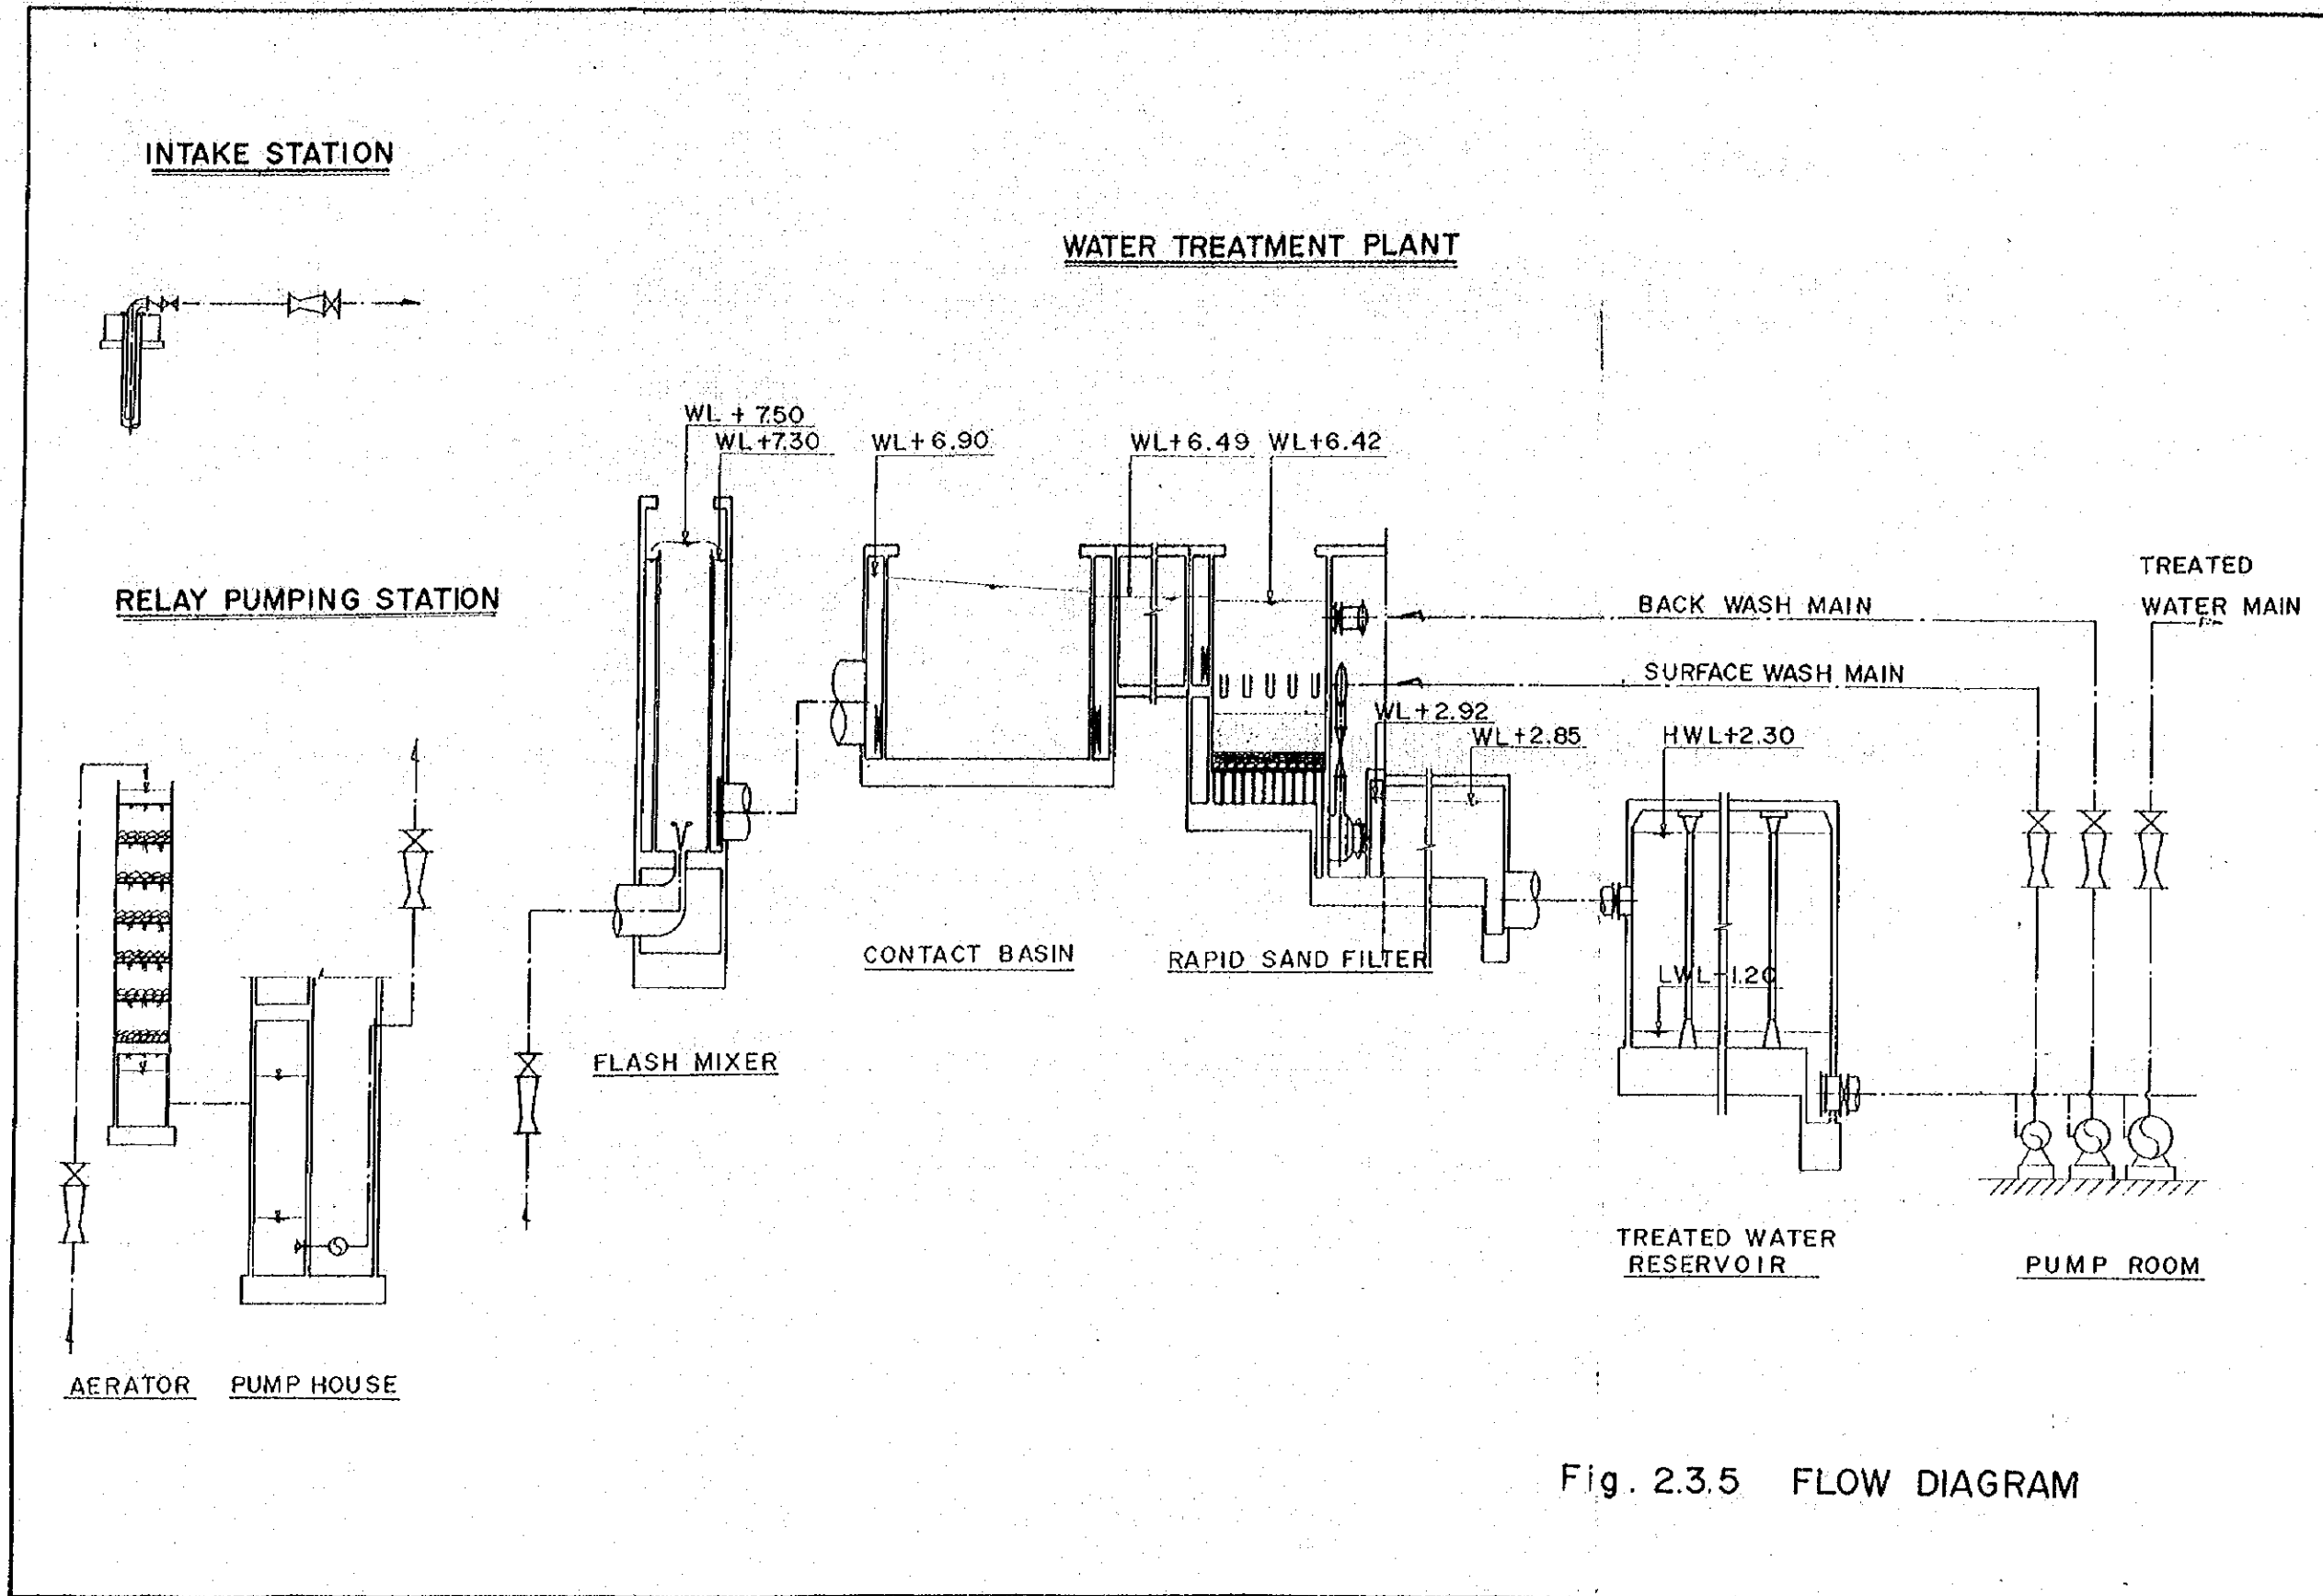 INTAKE STATION
WATER TREATMENT PLANT
WL + 7.50
WL+7.30
WL+6.90
WL+6.49
WL+6.42
RELAY PUMPING STATION
TREATED
WATER MAIN
BACK WASH MAIN
SURFACE WASH MAIN
WL+2.92
WL+2.85
HWL+2.30
CONTACT BASIN
RAPID SAND FILTER
FLASH MIXER
TREATED WATER
RESERVOIR
PUMP ROOM
AERATOR
PUMP HOUSE
Fig. 2.3.5 FLOW DIAGRAM